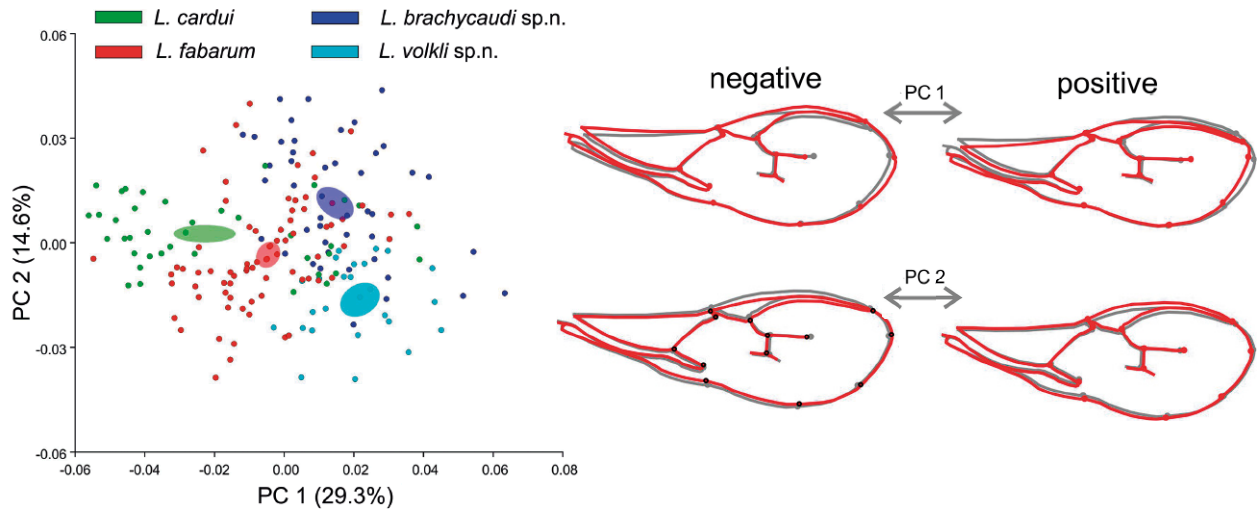 L. cardui
L. brachycaudi sp.n.
L. fabarum
L. volkli sp.n.
0.06
0.03
0.00
-0.03
-0.06
PC 2 (14.6%)
-0.06
-0.04
-0.02
0.00
0.02
0.04
0.06
0.08
PC 1 (29.3%)
negative
PC 1
positive
PC 2